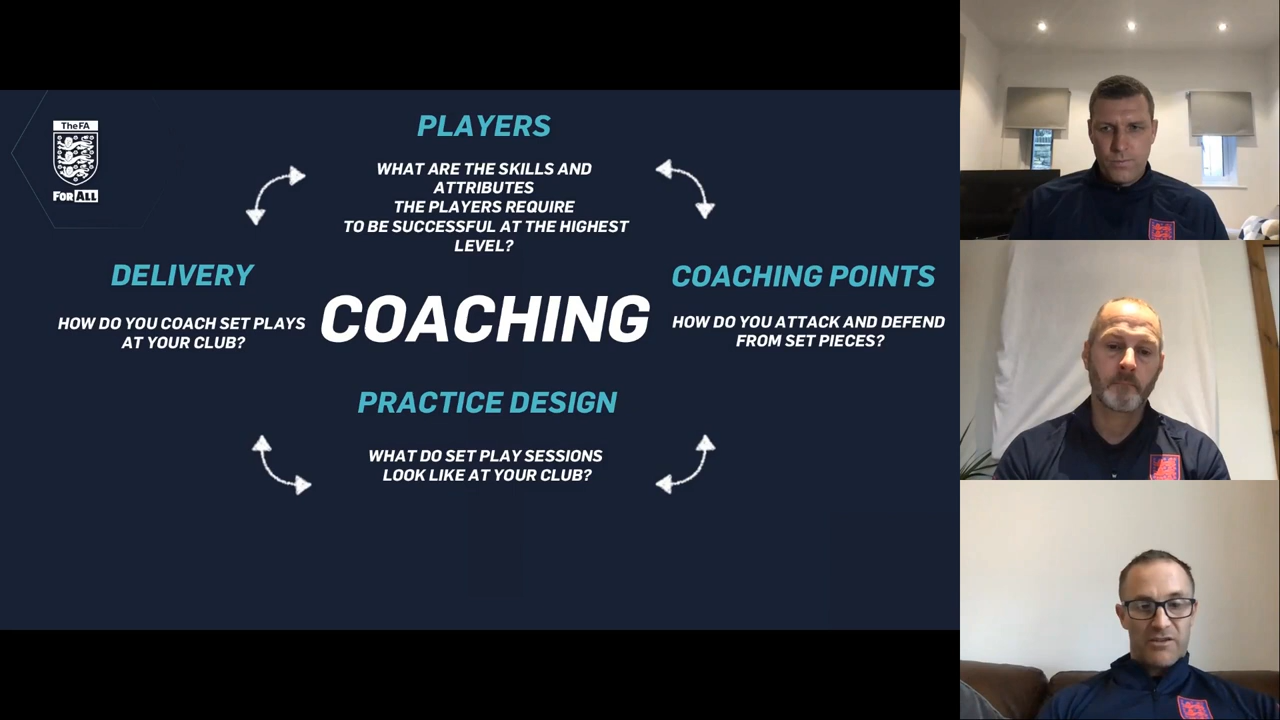 TheFA
FOR ALL
PLAYERS
WHAT ARE THE SKILLS AND
ATTRIBUTES
THE PLAYERS REQUIRE
TO BE SUCCESSFUL AT THE HIGHEST
LEVEL?
DELIVERY
HOW DO YOU COACH SET PLAYS
AT YOUR CLUB?
COACHING
COACHING POINTS
HOW DO YOU ATTACK AND DEFEND
FROM SET PIECES?
PRACTICE DESIGN
WHAT DO SET PLAY SESSIONS
LOOK LIKE AT YOUR CLUB?